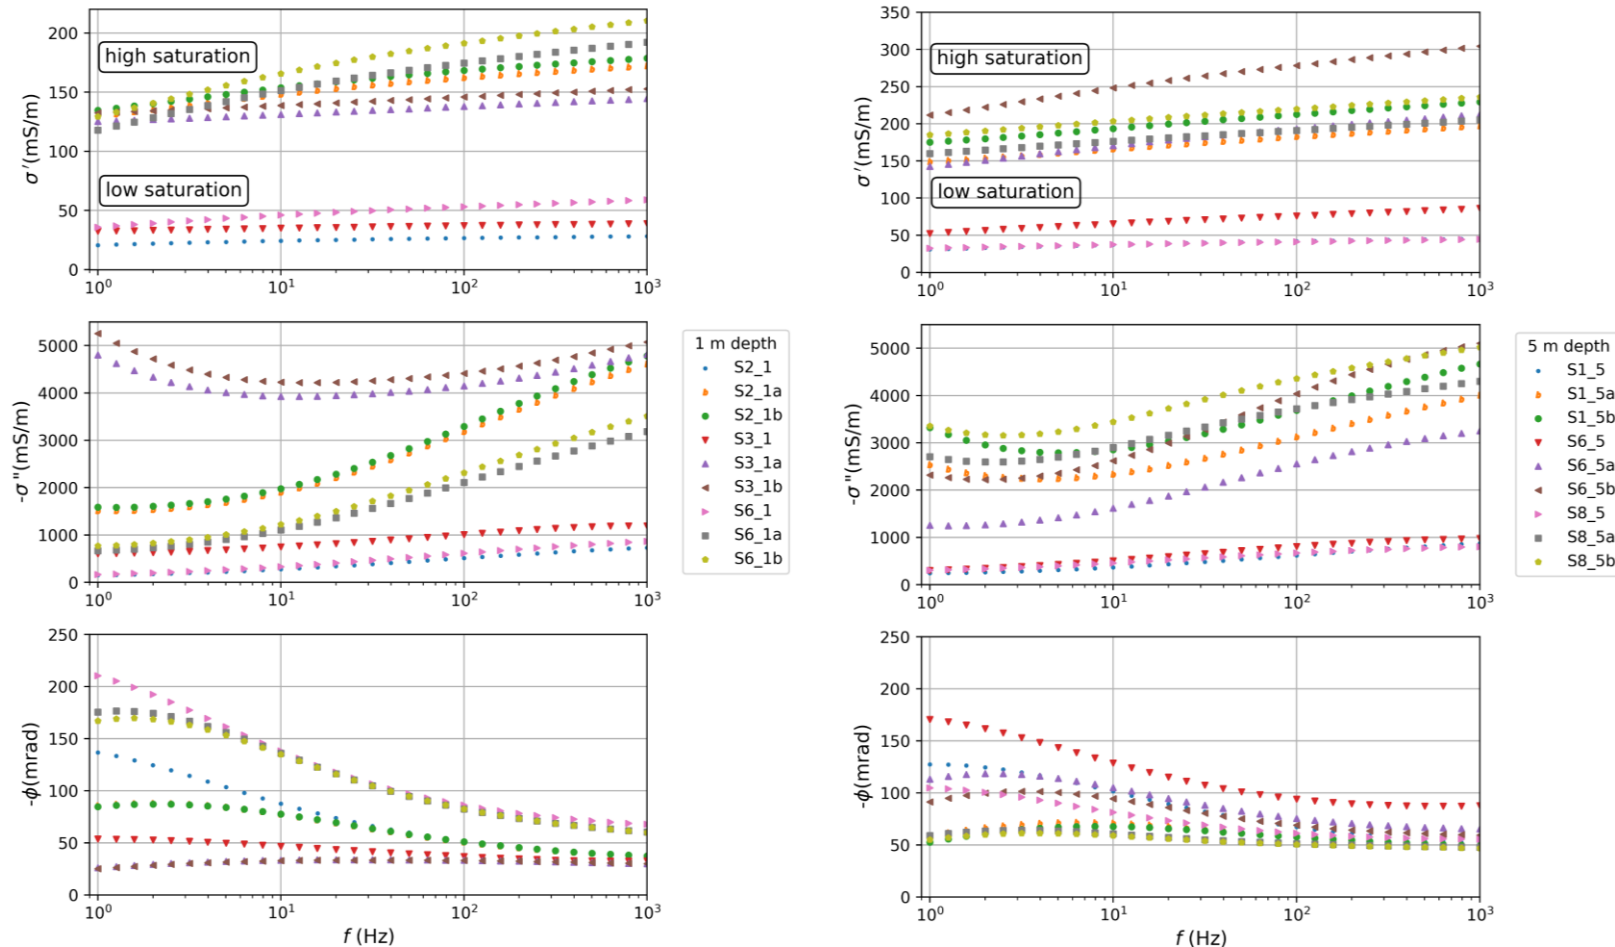 high saturation
low saturation
σ′(mS/m)
200
150
100
50
0
10⁰
10¹
10²
10³
high saturation
low saturation
σ′(mS/m)
350
300
250
200
150
100
50
0
10⁰
10¹
10²
10³
-σ"(mS/m)
5000
4000
3000
2000
1000
0
10⁰
10¹
10²
10³
1 m depth
S2_1
S2_1a
S2_1b
S3_1
S3_1a
S3_1b
S6_1
S6_1a
S6_1b
-σ"(mS/m)
5000
4000
3000
2000
1000
0
10⁰
10¹
10²
10³
5 m depth
S1_5
S1_5a
S1_5b
S6_5
S6_5a
S6_5b
S8_5
S8_5a
S8_5b
-ϕ(mrad)
250
200
150
100
50
0
10⁰
10¹
10²
10³
f (Hz)
-ϕ(mrad)
250
200
150
100
50
0
10⁰
10¹
10²
10³
f (Hz)